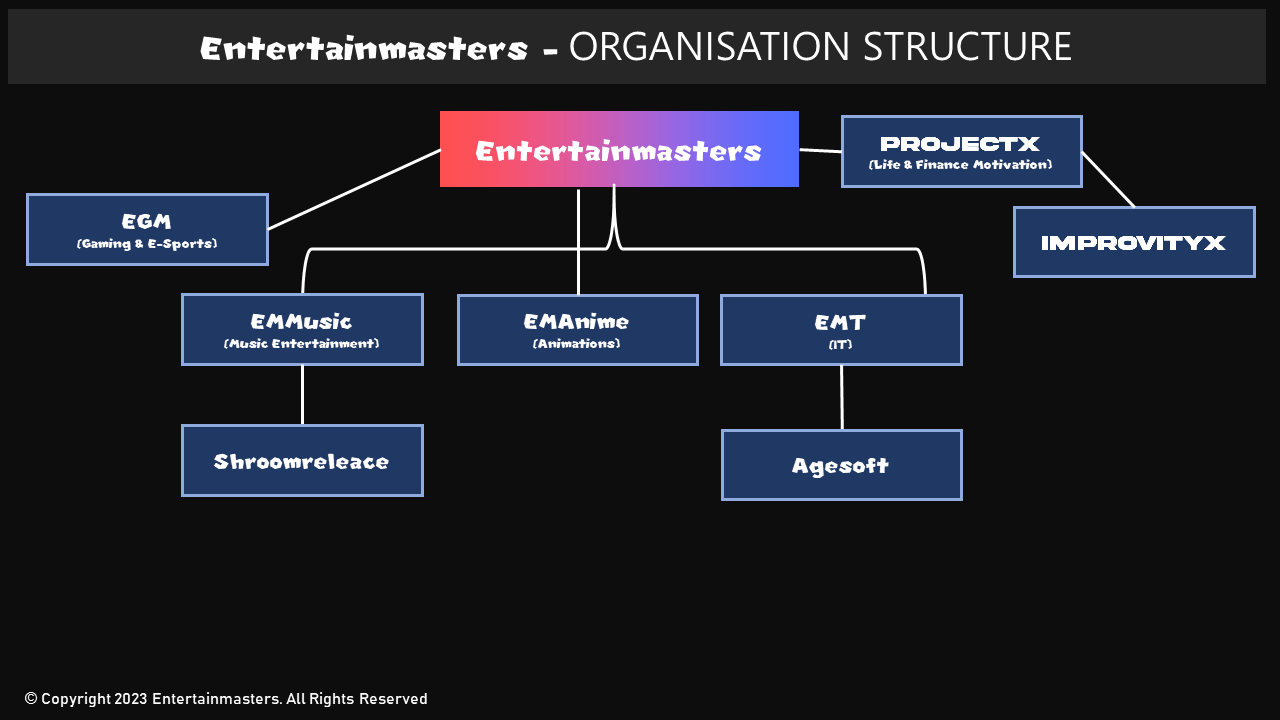 Entertainmasters - ORGANISATION STRUCTURE
Entertainmasters
PROJECTX
(Life & Finance Motivation)
EGM
(Gaming & E-Sports)
IMPROVITYX
EMMusic
(Music Entertainment)
EMAnime
(Animations)
EMT
(IT)
Shroomreleace
Agesoft
© Copyright 2023 Entertainmasters. All Rights Reserved